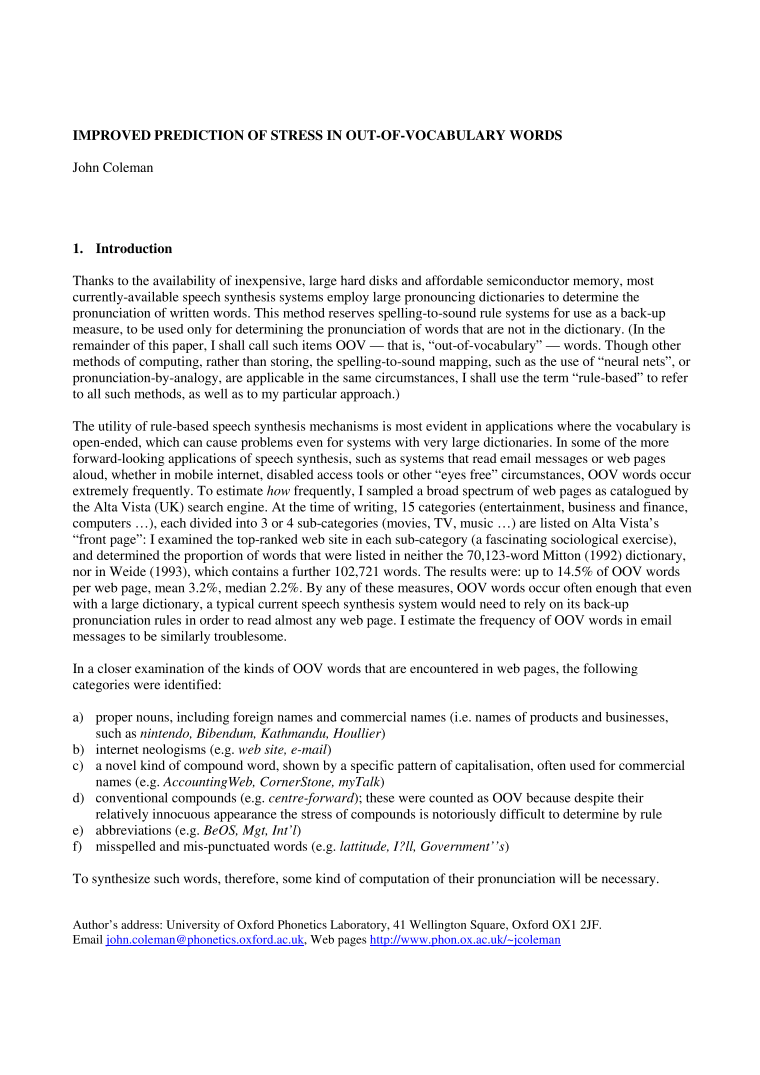 IMPROVED PREDICTION OF STRESS IN OUT-OF-VOCABULARY WORDS
John Coleman
1. Introduction
Thanks to the availability of inexpensive, large hard disks and affordable semiconductor memory, most
currently-available speech synthesis systems employ large pronouncing dictionaries to determine the
pronunciation of written words. This method reserves spelling-to-sound rule systems for use as a back-up
measure, to be used only for determining the pronunciation of words that are not in the dictionary. (In the
remainder of this paper, I shall call such items OOV — that is, “out-of-vocabulary” — words. Though other
methods of computing, rather than storing, the spelling-to-sound mapping, such as the use of “neural nets”, or
pronunciation-by-analogy, are applicable in the same circumstances, I shall use the term “rule-based” to refer
to all such methods, as well as to my particular approach.)
The utility of rule-based speech synthesis mechanisms is most evident in applications where the vocabulary is
open-ended, which can cause problems even for systems with very large dictionaries. In some of the more
forward-looking applications of speech synthesis, such as systems that read email messages or web pages
aloud, whether in mobile internet, disabled access tools or other “eyes free” circumstances, OOV words occur
extremely frequently. To estimate how frequently, I sampled a broad spectrum of web pages as catalogued by
the Alta Vista (UK) search engine. At the time of writing, 15 categories (entertainment, business and finance,
computers …), each divided into 3 or 4 sub-categories (movies, TV, music …) are listed on Alta Vista’s
“front page”: I examined the top-ranked web site in each sub-category (a fascinating sociological exercise),
and determined the proportion of words that were listed in neither the 70,123-word Mitton (1992) dictionary,
nor in Weide (1993), which contains a further 102,721 words. The results were: up to 14.5% of OOV words
per web page, mean 3.2%, median 2.2%. By any of these measures, OOV words occur often enough that even
with a large dictionary, a typical current speech synthesis system would need to rely on its back-up
pronunciation rules in order to read almost any web page. I estimate the frequency of OOV words in email
messages to be similarly troublesome.
In a closer examination of the kinds of OOV words that are encountered in web pages, the following
categories were identified:
a) proper nouns, including foreign names and commercial names (i.e. names of products and businesses,
such as nintendo, Bibendum, Kathmandu, Houllier)
b) internet neologisms (e.g. web site, e-mail)
c) a novel kind of compound word, shown by a specific pattern of capitalisation, often used for commercial
names (e.g. AccountingWeb, CornerStone, myTalk)
d) conventional compounds (e.g. centre-forward); these were counted as OOV because despite their
relatively innocuous appearance the stress of compounds is notoriously difficult to determine by rule
e) abbreviations (e.g. BeOS, Mgt, Int’l)
f) misspelled and mis-punctuated words (e.g. lattitude, I?ll, Government’’s)
To synthesize such words, therefore, some kind of computation of their pronunciation will be necessary.
Author’s address: University of Oxford Phonetics Laboratory, 41 Wellington Square, Oxford OX1 2JF.
Email john.coleman@phonetics.oxford.ac.uk, Web pages http://www.phon.ox.ac.uk/~jcoleman